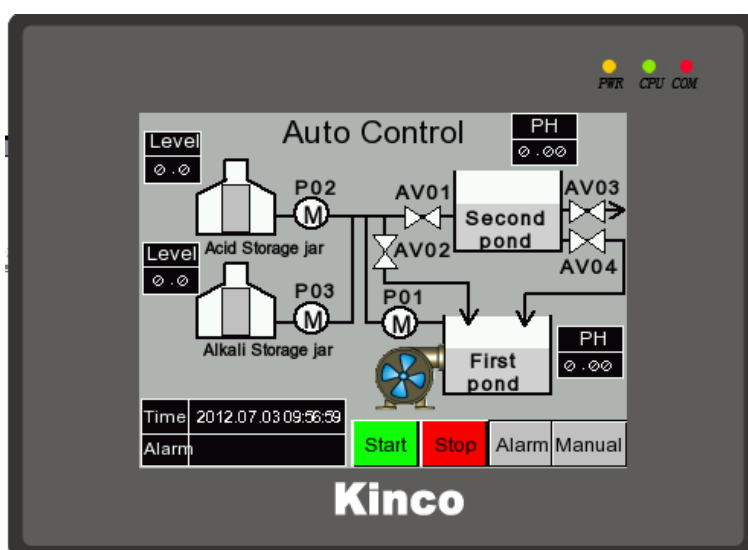 PWR CPU COM
Auto Control
Level
0.0
PH
0.00
P02
M
AV01
AV03
Second
pond
Acid Storage jar
AV02
AV04
Level
0.0
P03
M
P01
M
Alkali Storage jar
First
pond
PH
0.00
Time 2012.07.03 09:56:59
Alarm
Start Stop Alarm Manual
Kinco